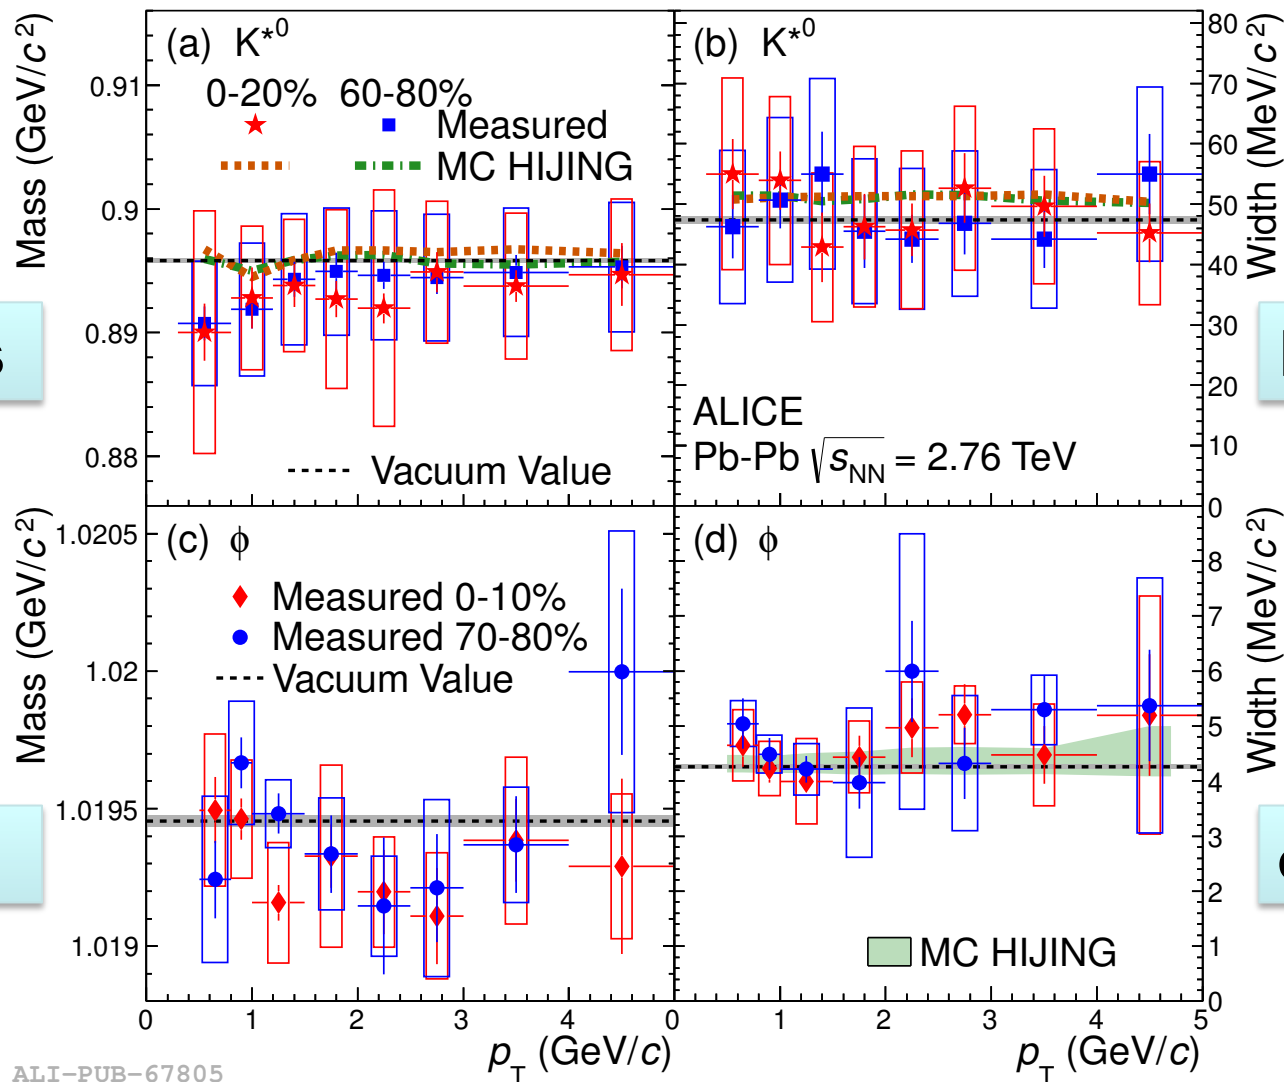 (a) K*0
0-20% 60-80%
Measured
MC HIJING
Vacuum Value
Mass (GeV/c²)
0.91
0.9
0.89
0.88
(b) K*0
ALICE
Pb-Pb √sNN = 2.76 TeV
Width (MeV/c²)
80
70
60
50
40
30
20
10
0
s
(c) ϕ
Measured 0-10%
Measured 70-80%
Vacuum Value
Mass (GeV/c²)
1.0205
1.02
1.0195
1.019
(d) ϕ
MC HIJING
Width (MeV/c²)
8
7
6
5
4
3
2
1
0
0 1 2 3 4 5
pT (GeV/c)
0 1 2 3 4 5
pT (GeV/c)
ALI-PUB-67805